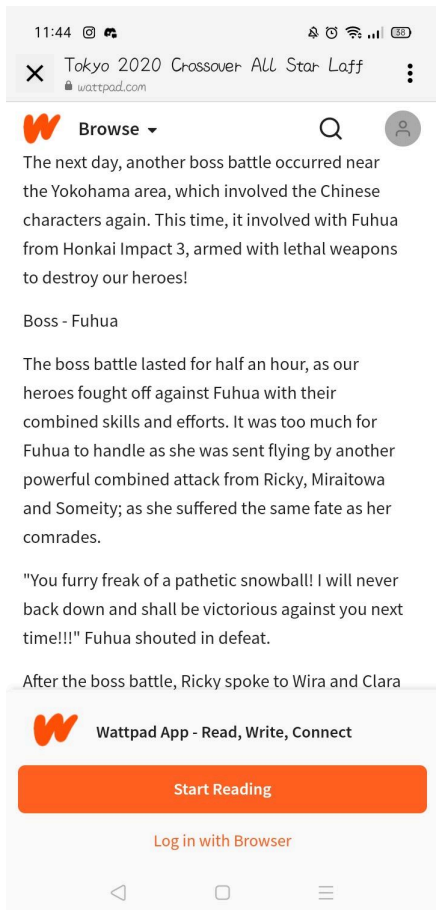 11:44
38
Tokyo 2020 Crossover All Star Laff
wattpad.com
Browse
The next day, another boss battle occurred near
the Yokohama area, which involved the Chinese
characters again. This time, it involved with Fuhua
from Honkai Impact 3, armed with lethal weapons
to destroy our heroes!
Boss - Fuhua
The boss battle lasted for half an hour, as our
heroes fought off against Fuhua with their
combined skills and efforts. It was too much for
Fuhua to handle as she was sent flying by another
powerful combined attack from Ricky, Miraitowa
and Someity; as she suffered the same fate as her
comrades.
"You furry freak of a pathetic snowball! I will never
back down and shall be victorious against you next
time!!!" Fuhua shouted in defeat.
After the boss battle, Ricky spoke to Wira and Clara
Wattpad App - Read, Write, Connect
Start Reading
Log in with Browser